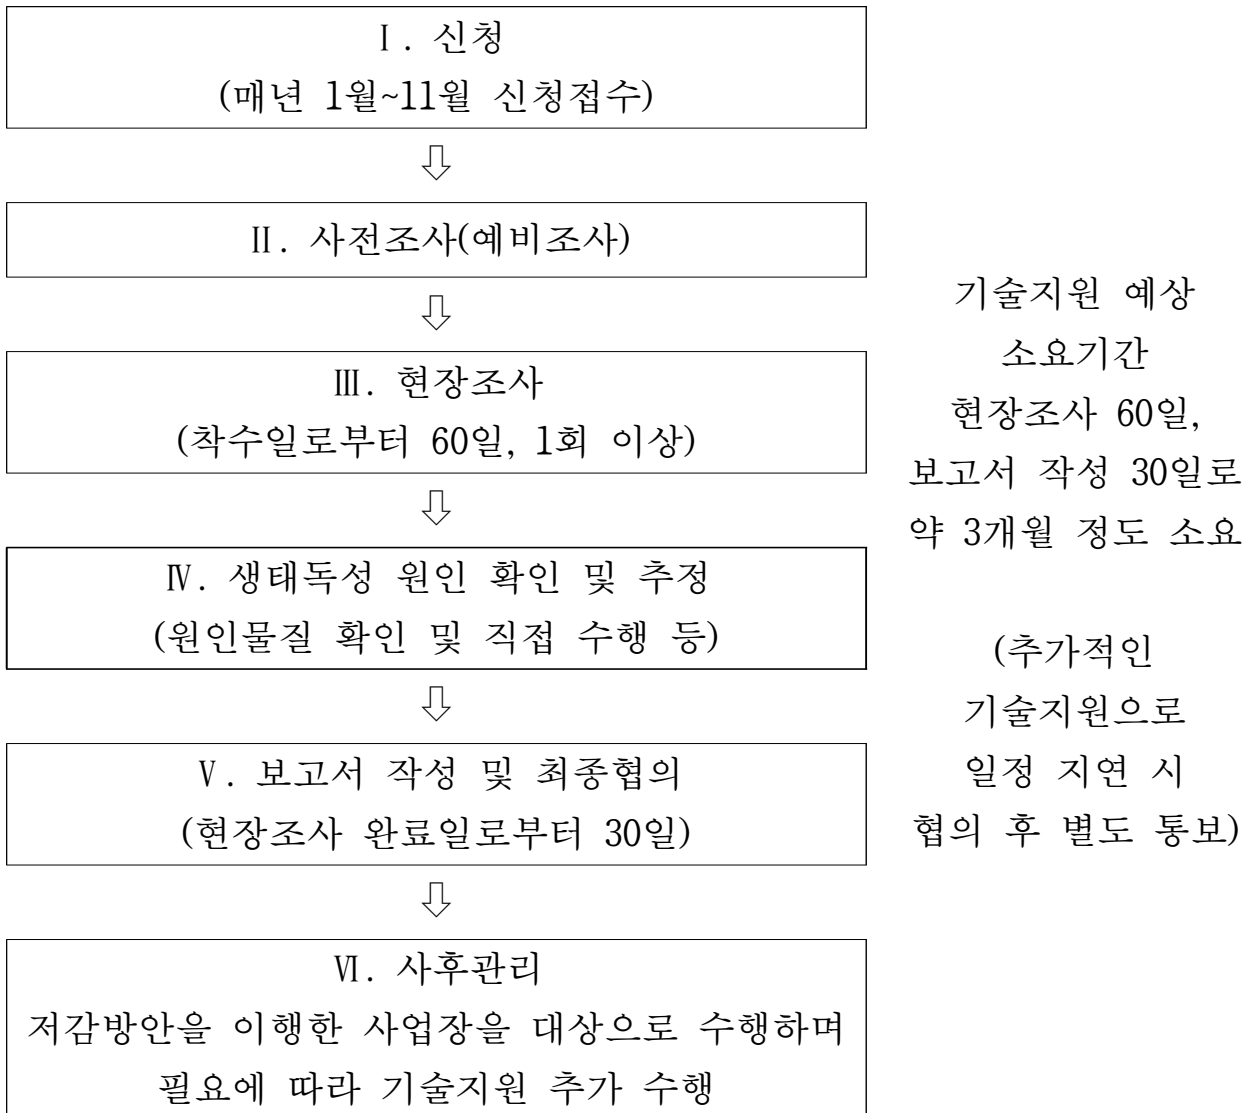 Ⅰ. 신청
(매년 1월~11월 신청접수)
⇩
Ⅱ. 사전조사(예비조사)
⇩
Ⅲ. 현장조사
(착수일로부터 60일, 1회 이상)
⇩
Ⅳ. 생태독성 원인 확인 및 추정
(원인물질 확인 및 직접 수행 등)
⇩
Ⅴ. 보고서 작성 및 최종협의
(현장조사 완료일로부터 30일)
⇩
Ⅵ. 사후관리
저감방안을 이행한 사업장을 대상으로 수행하며
필요에 따라 기술지원 추가 수행
기술지원 예상
소요기간
현장조사 60일,
보고서 작성 30일로
약 3개월 정도 소요
(추가적인
기술지원으로
일정 지연 시
협의 후 별도 통보)